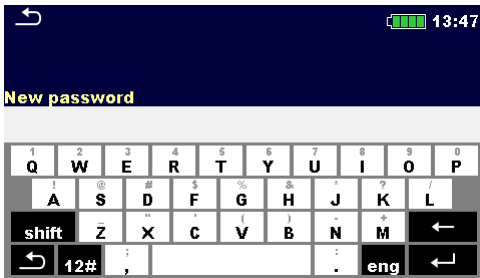 13:47
New password
1 2 3 4 5 6 7 8 9 0
Q W E R T Y U I O P
! @ # $ % & * ? /
A S D F G H J K L
_ " ' ( ) - +
shift Z X C V B N M ←
; :
12# , . eng